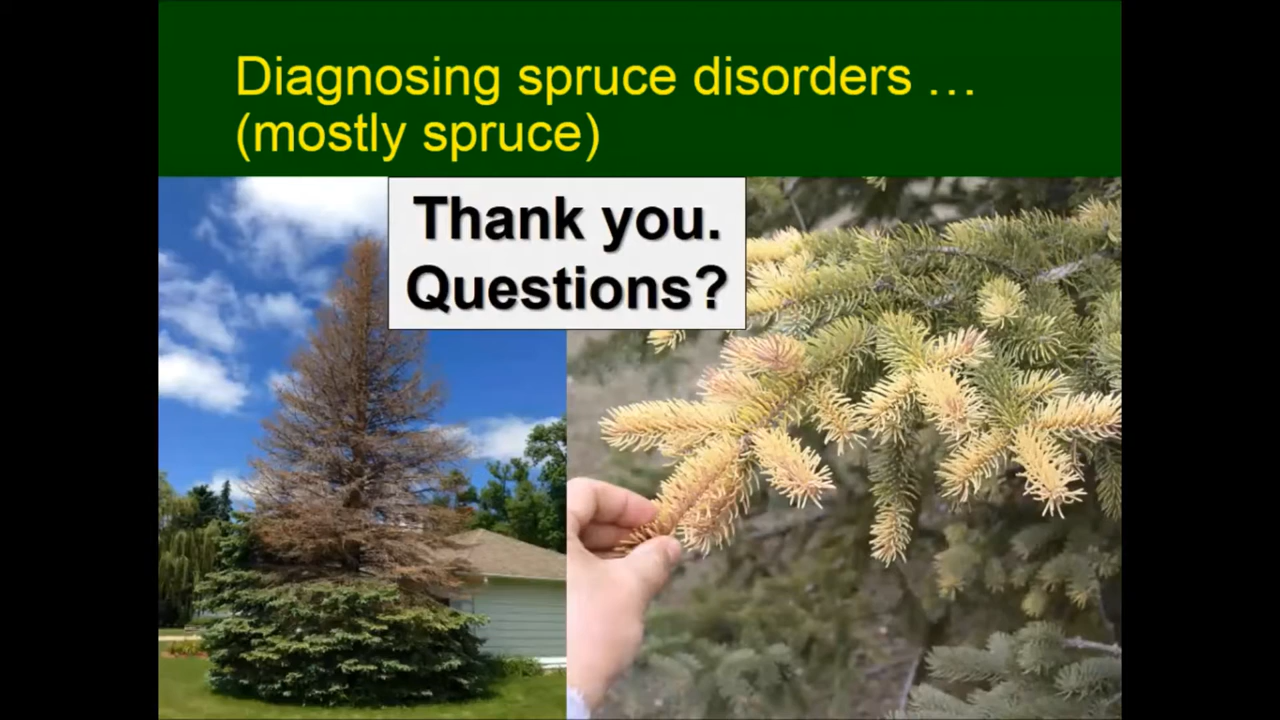 Diagnosing spruce disorders …
(mostly spruce)
Thank you.
Questions?